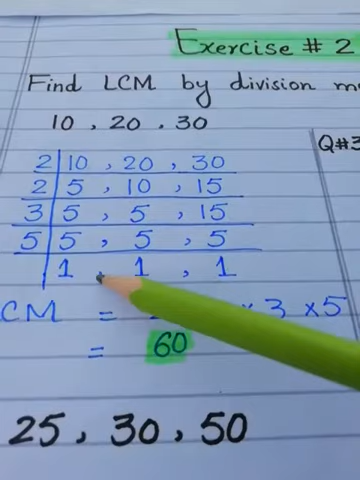 Exercise # 2
Find LCM by division
10 , 20 , 30
Q#3
2 | 10 , 20 , 30
2 | 5 , 10 , 15
3 | 5 , 5 , 15
5 | 5 , 5 , 5
1 , 1 , 1
CM = × 3 × 5
= 60
25 , 30 , 50